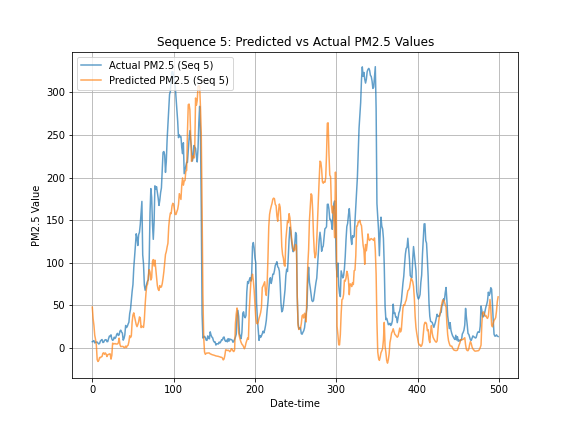 Sequence 5: Predicted vs Actual PM2.5 Values
Actual PM2.5 (Seq 5)
Predicted PM2.5 (Seq 5)
PM2.5 Value
300
250
200
150
100
50
0
0 100 200 300 400 500
Date-time